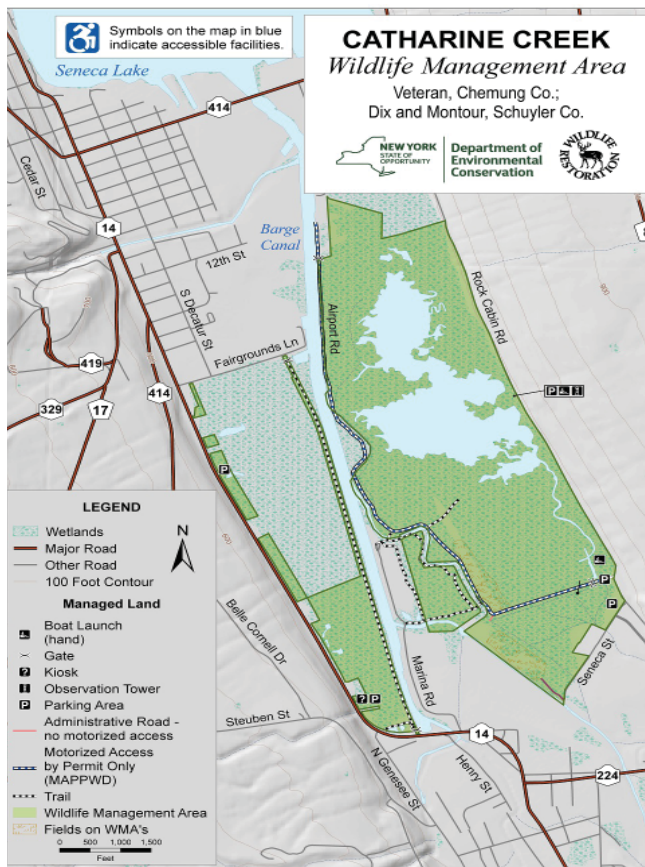 Symbols on the map in blue
indicate accessible facilities.
CATHARINE CREEK
Wildlife Management Area
Veteran, Chemung Co.;
Dix and Montour, Schuyler Co.
NEW YORK
STATE OF
OPPORTUNITY
Department of
Environmental
Conservation
WILDLIFE
RESTORATION
Seneca Lake
414
Cedar St
14
Barge
Canal
12th St
S Decatur St
Airport Rd
Rock Cabin Rd
900
Fairgrounds Ln
419
329
17
414
P
P
600
LEGEND
Wetlands
Major Road
Other Road
100 Foot Contour
N
Managed Land
Boat Launch
(hand)
Gate
? Kiosk
Observation Tower
P Parking Area
Administrative Road -
no motorized access
Motorized Access
by Permit Only
(MAPPWD)
Trail
Wildlife Management Area
Fields on WMA's
0 500 1,000 1,500
Feet
P
P
Belle Cornell Dr
Marina Rd
Seneca St
Steuben St
? P
14
N Genesee St
Henry St
224